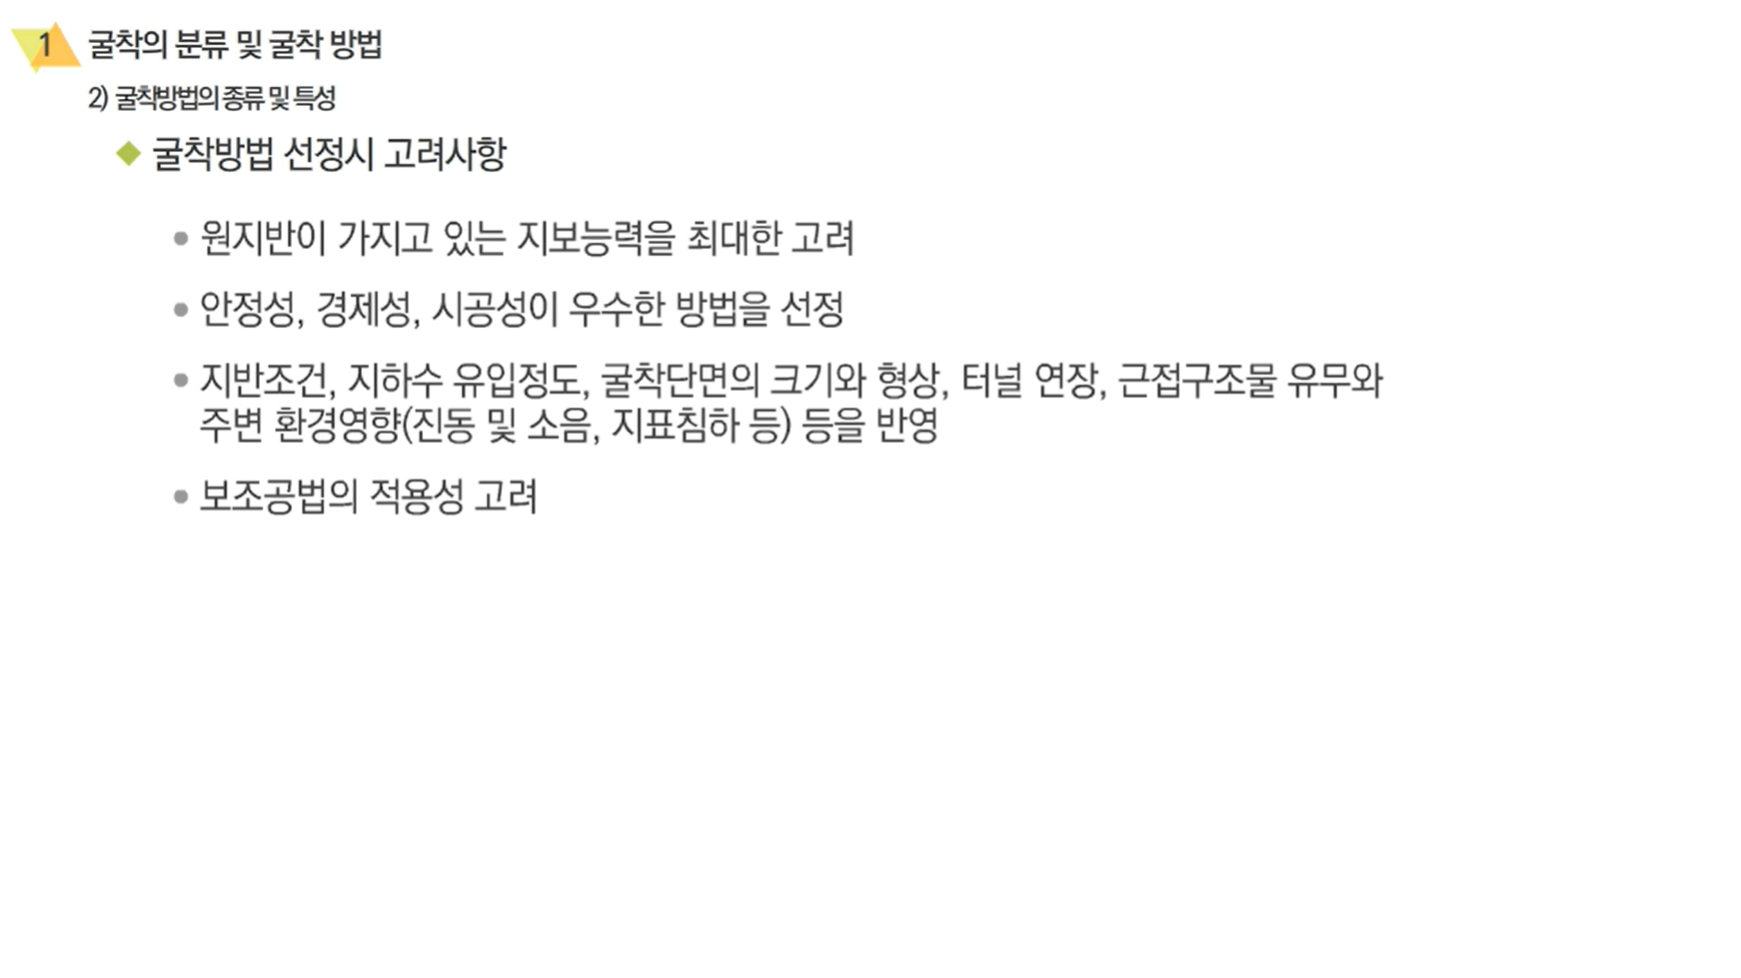 1 굴착의 분류 및 굴착 방법
2) 굴착방법의 종류 및 특성
◆ 굴착방법 선정시 고려사항
• 원지반이 가지고 있는 지보능력을 최대한 고려
• 안정성, 경제성, 시공성이 우수한 방법을 선정
• 지반조건, 지하수 유입정도, 굴착단면의 크기와 형상, 터널 연장, 근접구조물 유무와
주변 환경영향(진동 및 소음, 지표침하 등) 등을 반영
• 보조공법의 적용성 고려